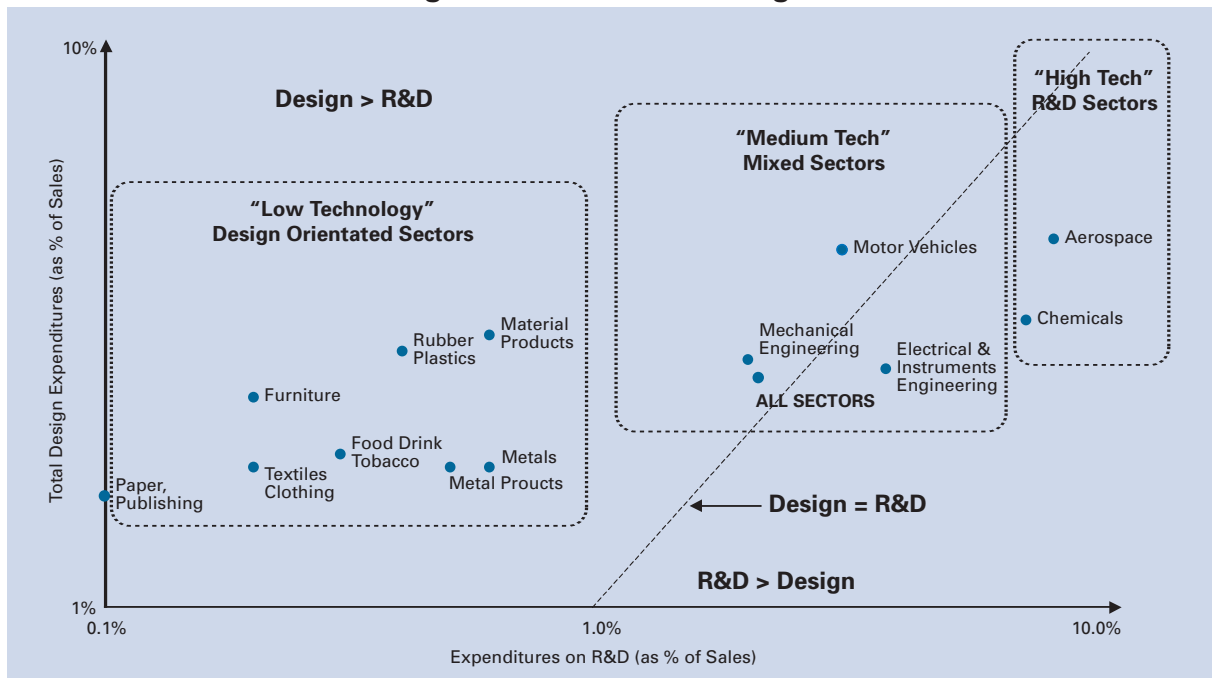 10%
Design > R&D
"High Tech"
R&D Sectors
"Medium Tech"
Mixed Sectors
"Low Technology"
Design Orientated Sectors
Total Design Expenditures (as % of Sales)
Aerospace
Motor Vehicles
Chemicals
Material
Products
Rubber
Plastics
Mechanical
Engineering
Electrical &
Instruments
Engineering
ALL SECTORS
Furniture
Food Drink
Tobacco
Metals
Metal Proucts
Textiles
Clothing
Paper,
Publishing
Design = R&D
R&D > Design
1%
0.1%
1.0%
10.0%
Expenditures on R&D (as % of Sales)